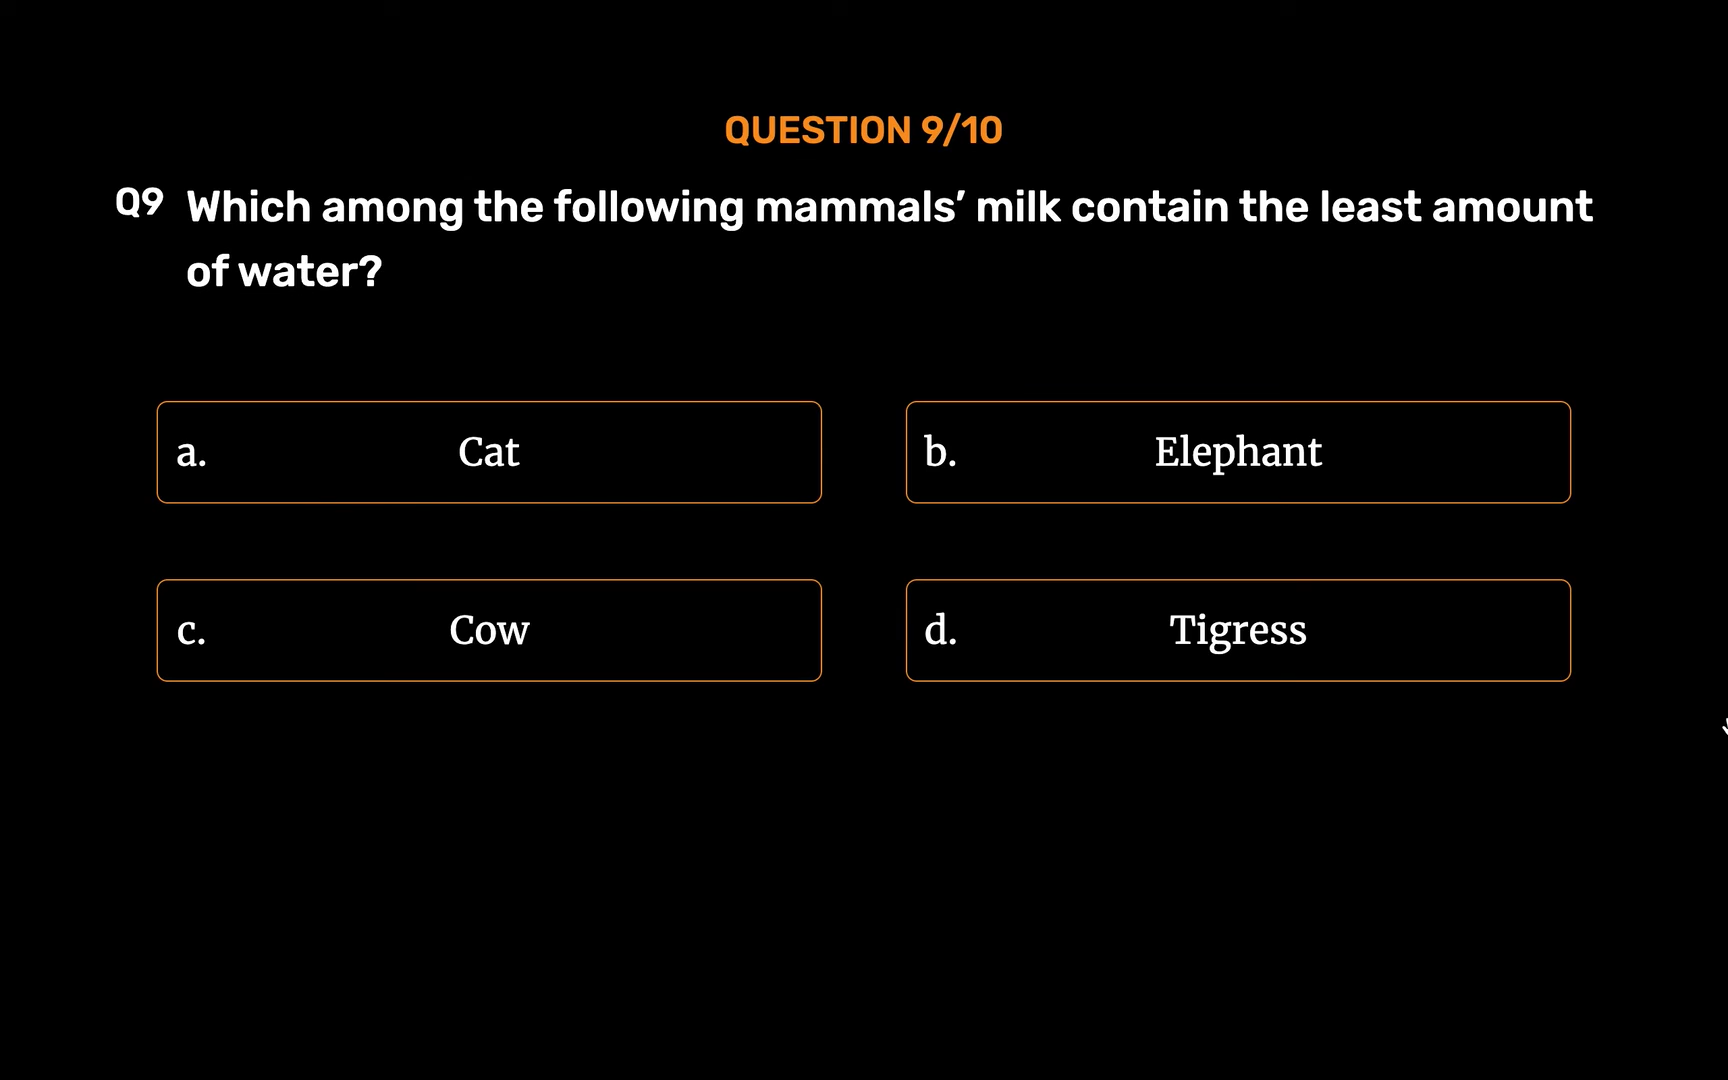 QUESTION 9/10
Q9 Which among the following mammals’ milk contain the least amount
of water?
a. Cat
b. Elephant
c. Cow
d. Tigress